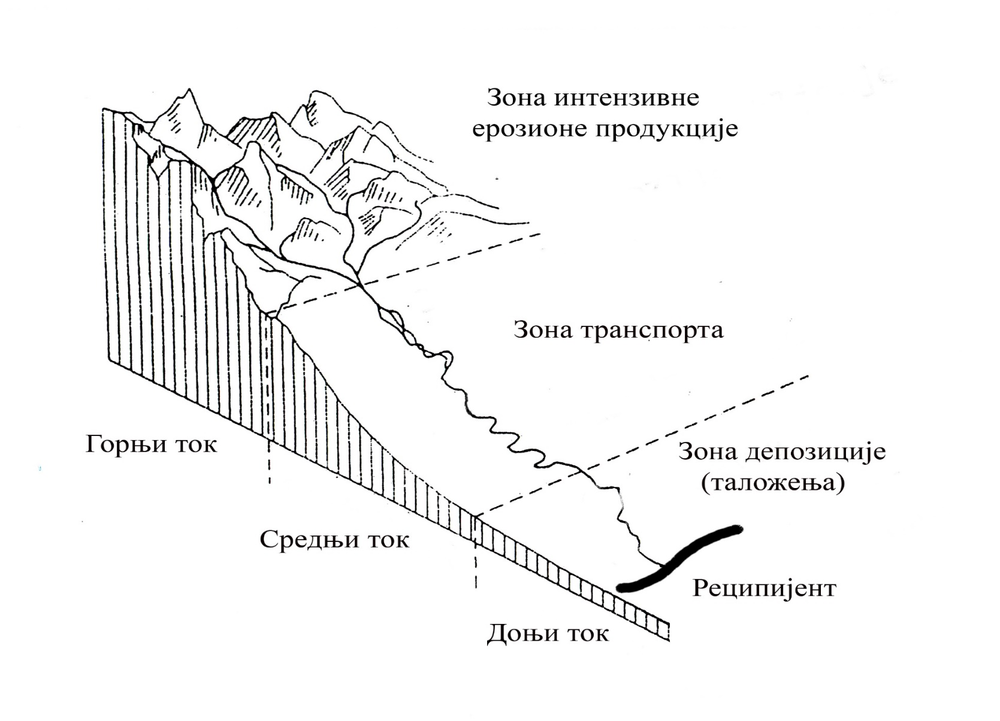 Зона интензивне
ерозионе продукције
Зона транспорта
Горњи ток
Зона депозиције
(таложења)
Средњи ток
Реципијент
Доњи ток